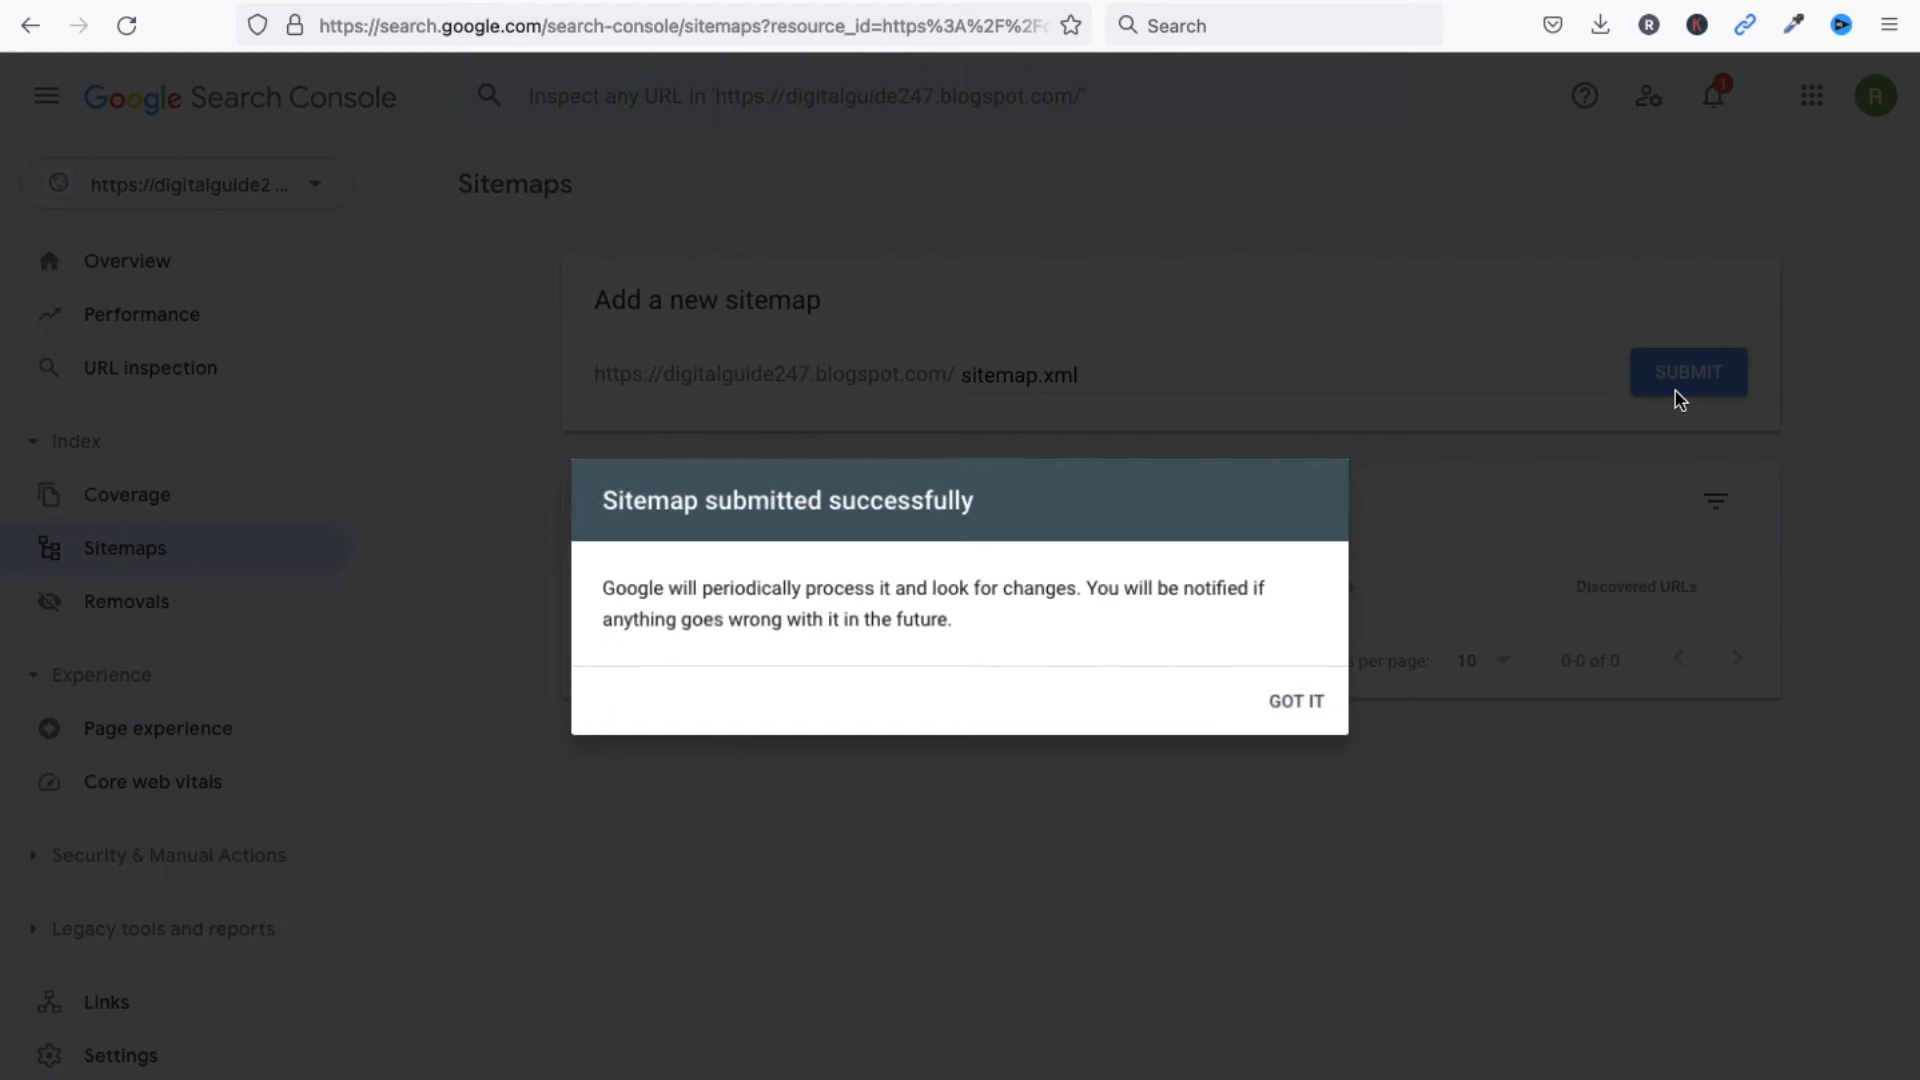 https://search.google.com/search-console/sitemaps?resource_id=https%3A%2F%2F
Search
R
K
Google Search Console
Inspect any URL in 'https://digitalguide247.blogspot.com/'
1
R
https://digitalguide2 ...
Sitemaps
Overview
Add a new sitemap
Performance
URL inspection
https://digitalguide247.blogspot.com/ sitemap.xml
SUBMIT
Index
Coverage
Sitemap submitted successfully
Sitemaps
Google will periodically process it and look for changes. You will be notified if
anything goes wrong with it in the future.
Discovered URLs
Removals
per page:
10
0-0 of 0
Experience
GOT IT
Page experience
Core web vitals
Security & Manual Actions
Legacy tools and reports
Links
Settings